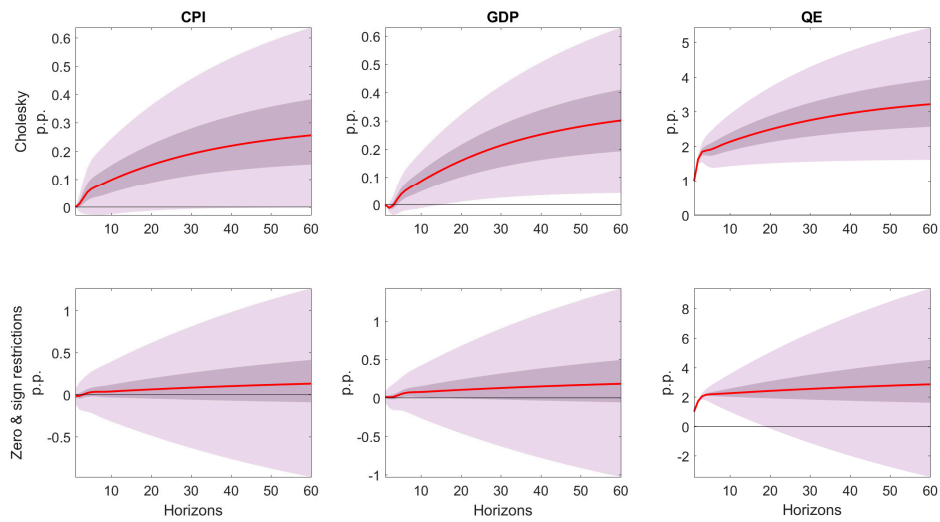 CPI GDP QE
Cholesky
p.p. p.p. p.p.
0.6 0.6 5
0.5 0.5 4
0.4 0.4 3
0.3 0.3 2
0.2 0.2 1
0.1 0.1 0
0 0
10 20 30 40 50 60 10 20 30 40 50 60 10 20 30 40 50 60
Zero & sign restrictions
p.p. p.p. p.p.
1 1 8
0.5 0.5 6
0 0 4
-0.5 -0.5 2
-1 0
-2
10 20 30 40 50 60 10 20 30 40 50 60 10 20 30 40 50 60
Horizons Horizons Horizons